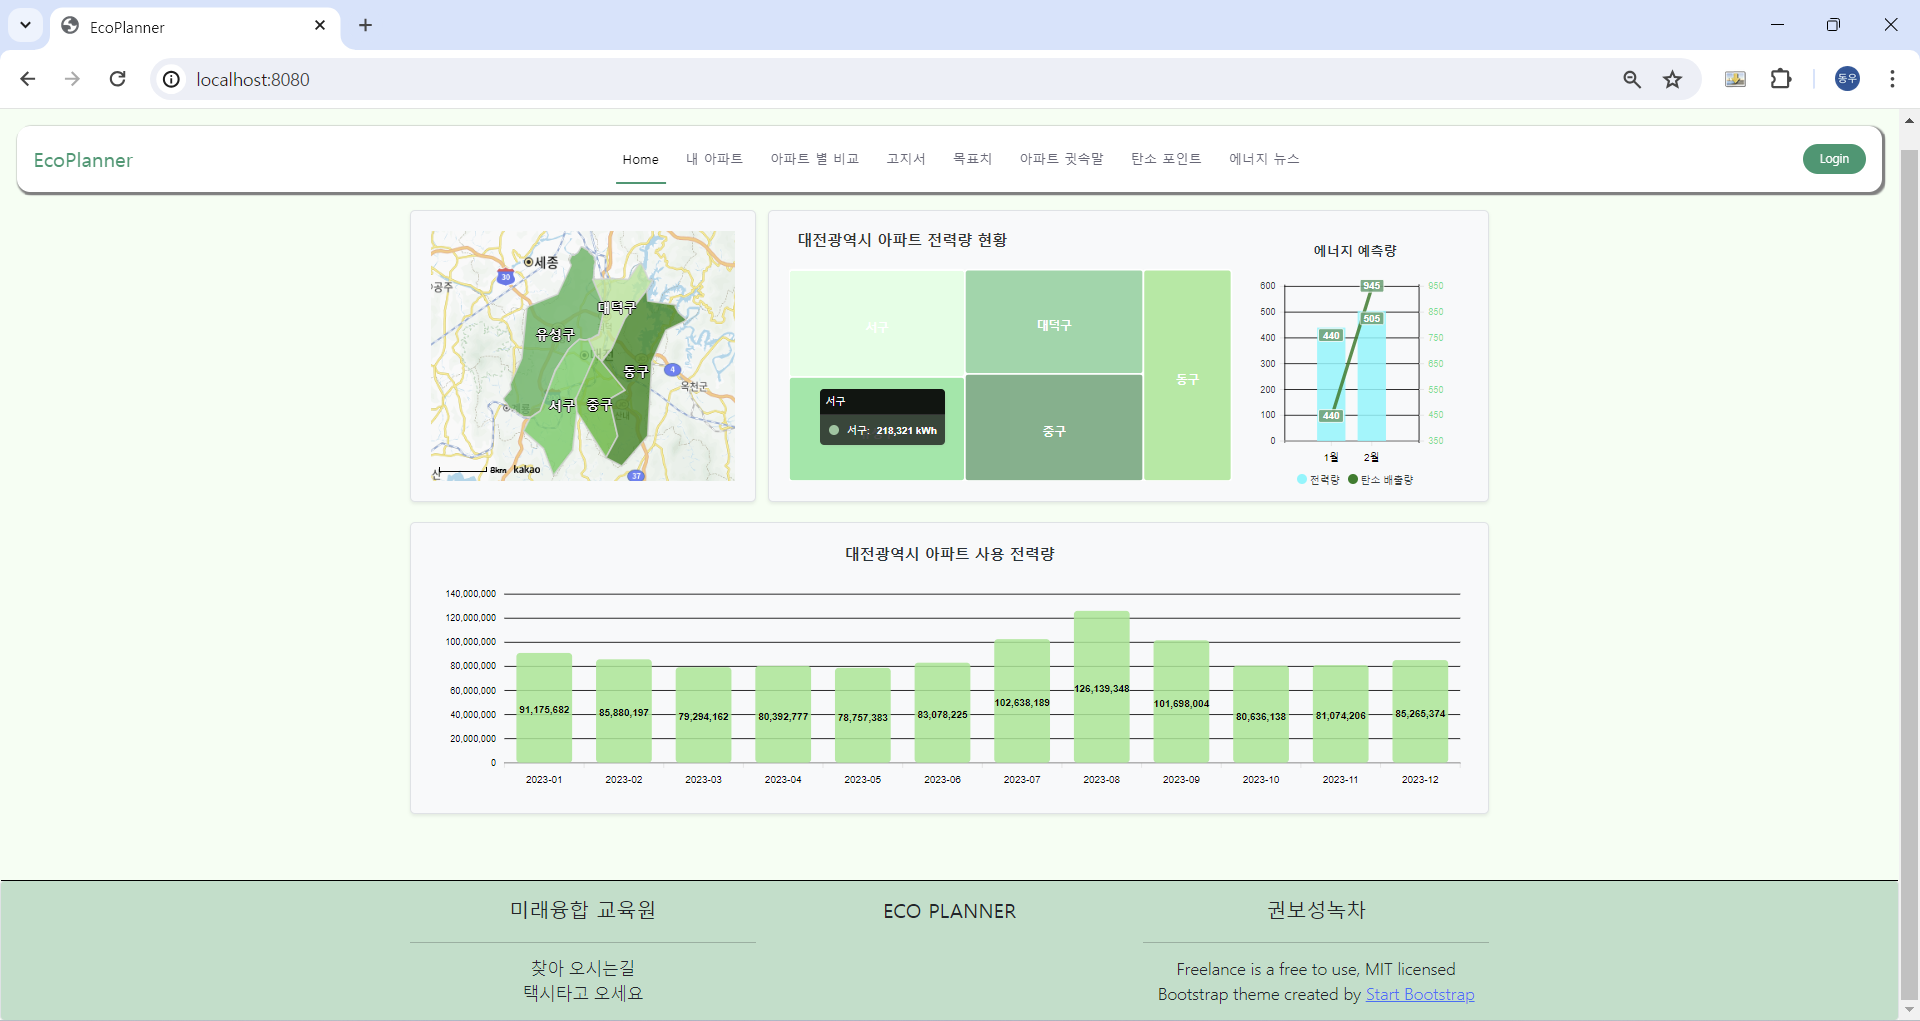 EcoPlanner
localhost:8080
동우
EcoPlanner
Home
내 아파트
아파트 별 비교
고지서
목표치
아파트 귓속말
탄소 포인트
에너지 뉴스
Login
세종
30
공주
대덕구
유성구
대전
동구
4
옥천군
계룡
서구
중구
산
8km
kakao
37
대전광역시 아파트 전력량 현황
서구
대덕구
동구
중구
서구
서구: 218,321 kWh
에너지 예측량
600
500
400
300
200
100
0
945
505
440
440
950
850
750
650
550
450
350
1월
2월
전력량
탄소 배출량
대전광역시 아파트 사용 전력량
140,000,000
120,000,000
100,000,000
80,000,000
60,000,000
40,000,000
20,000,000
0
91,175,682
85,880,197
79,294,162
80,392,777
78,757,383
83,078,225
102,638,189
126,139,348
101,698,004
80,636,138
81,074,206
85,265,374
2023-01
2023-02
2023-03
2023-04
2023-05
2023-06
2023-07
2023-08
2023-09
2023-10
2023-11
2023-12
미래융합 교육원
찾아 오시는길
택시타고 오세요
ECO PLANNER
권보성녹차
Freelance is a free to use, MIT licensed
Bootstrap theme created by Start Bootstrap